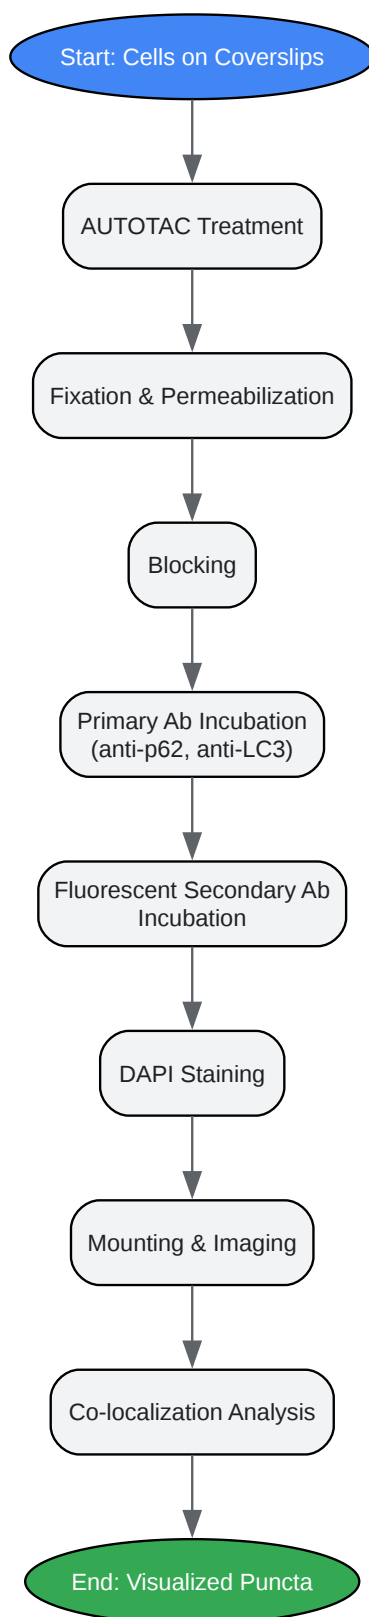 Start: Cells on Coverslips
AUTOTAC Treatment
Fixation & Permeabilization
Blocking
Primary Ab Incubation
(anti-p62, anti-LC3)
Fluorescent Secondary Ab
Incubation
DAPI Staining
Mounting & Imaging
Co-localization Analysis
End: Visualized Puncta